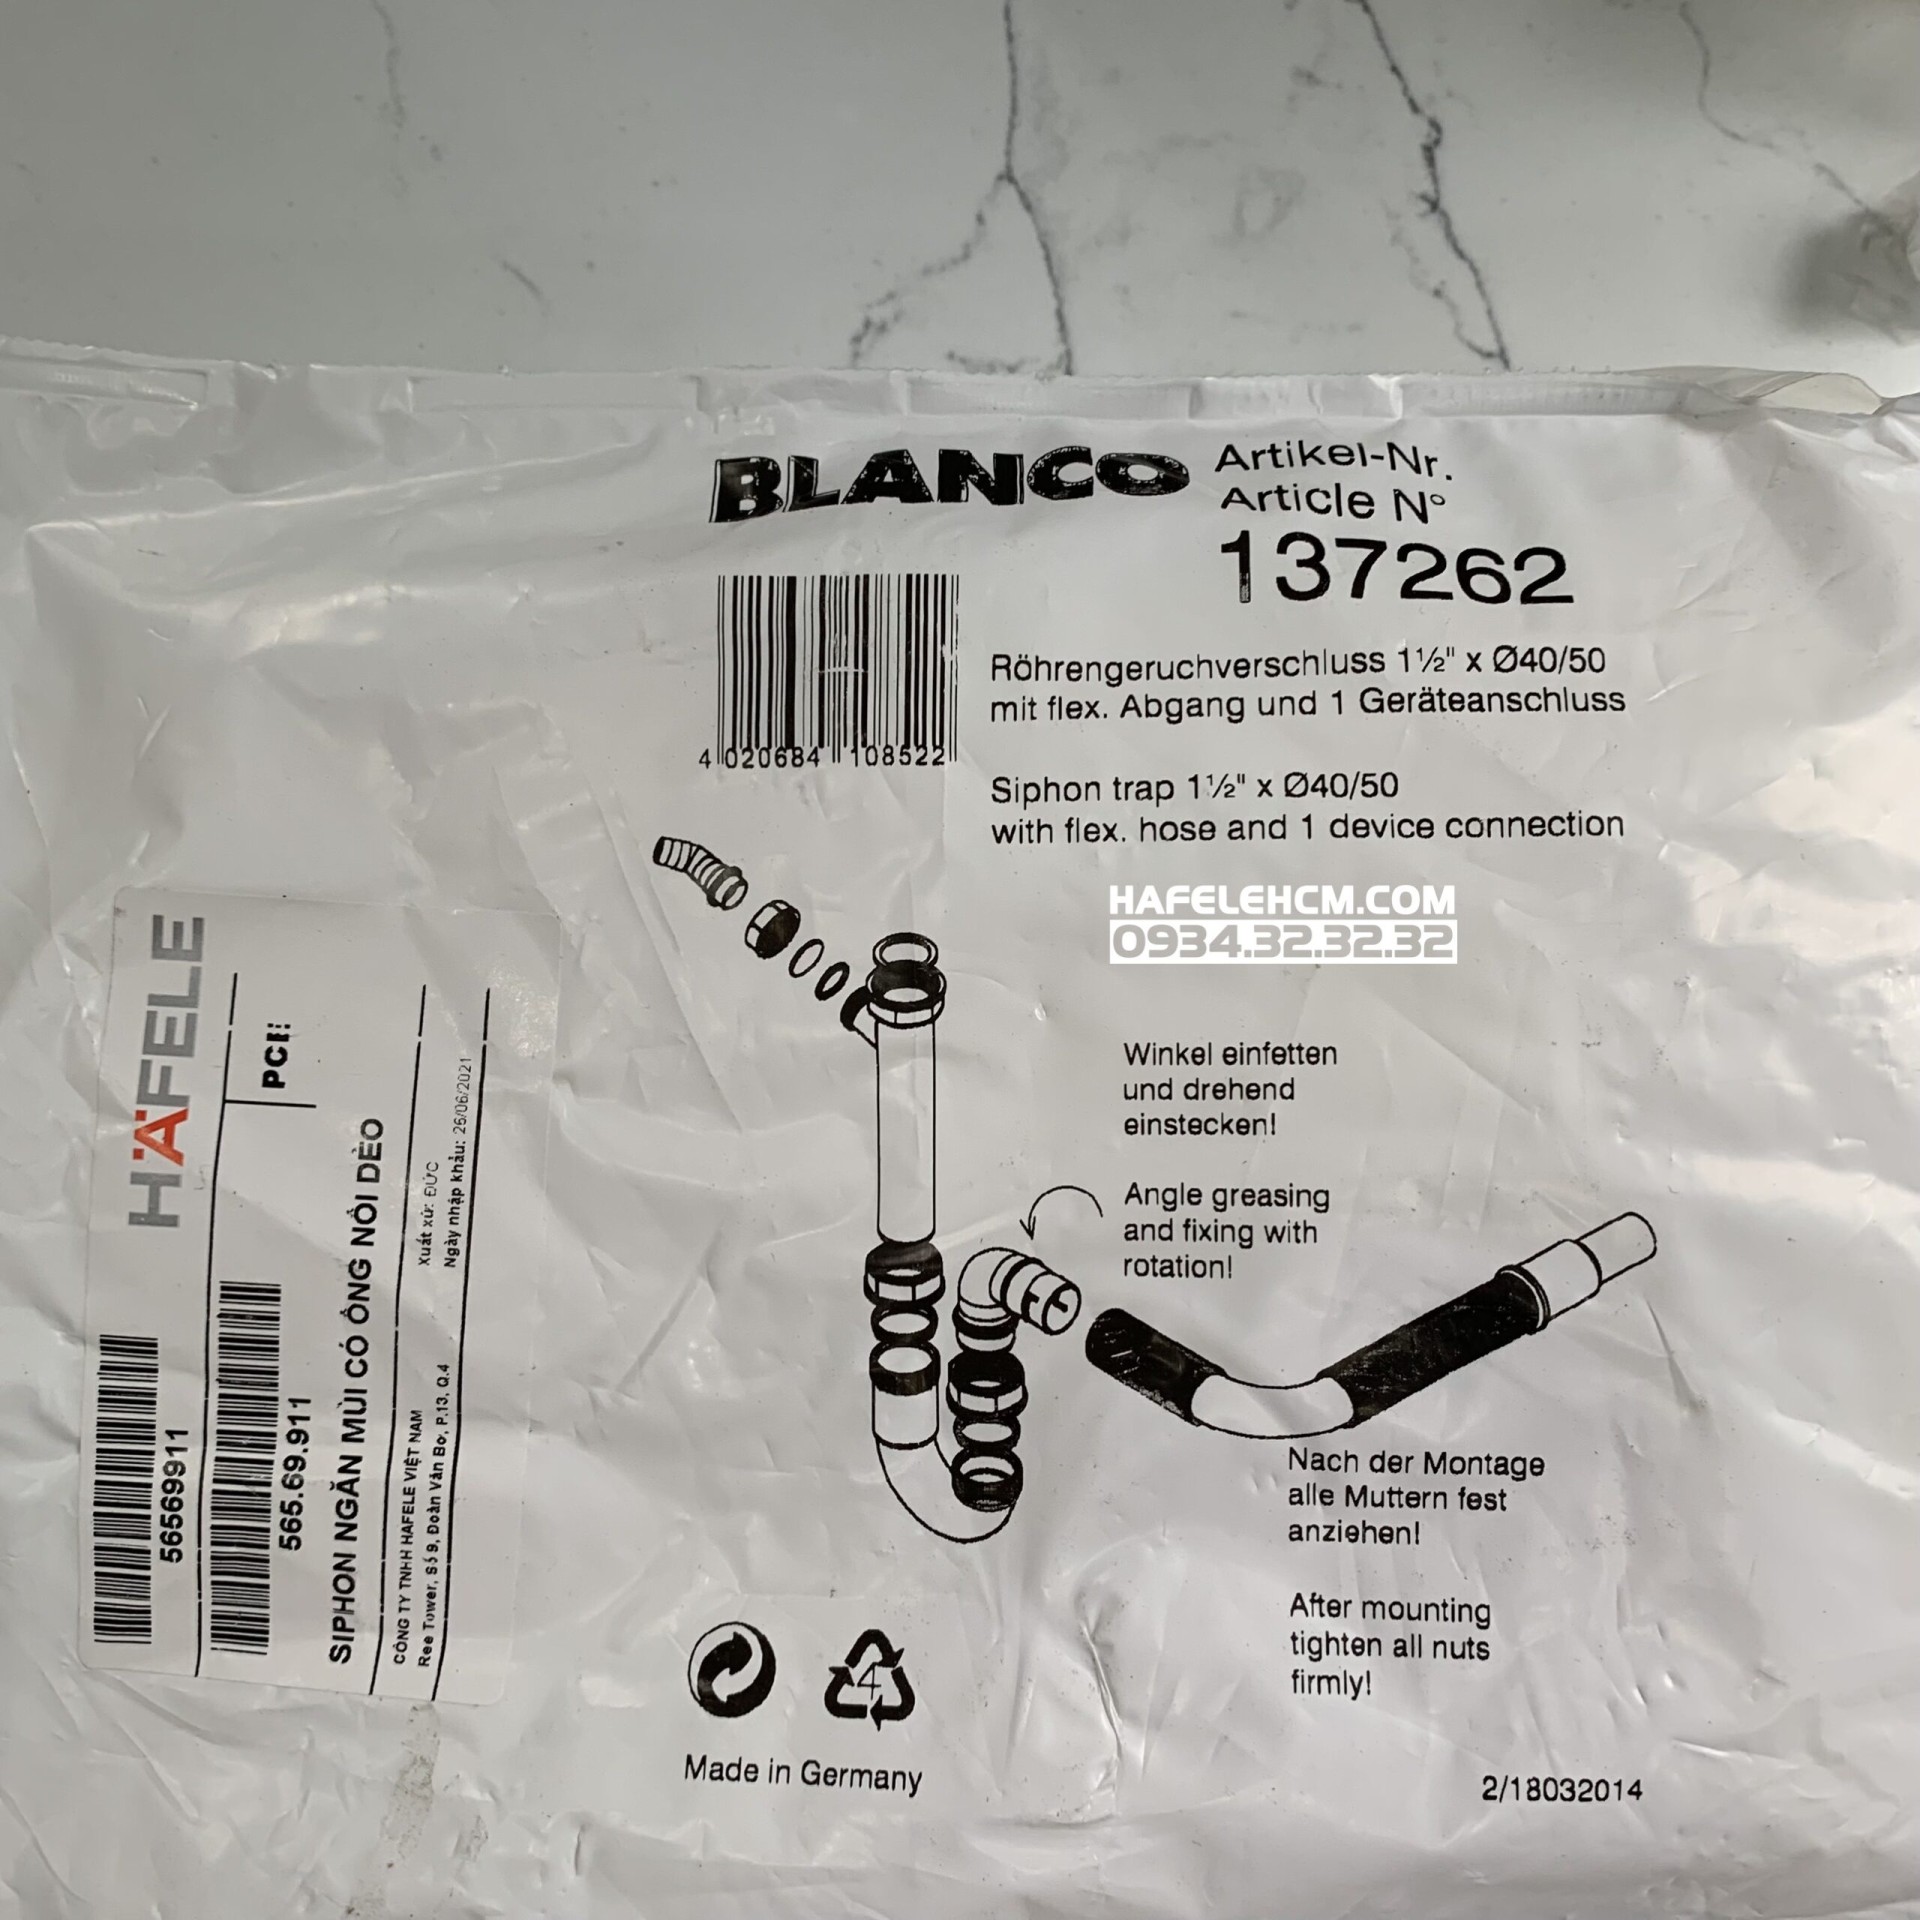 BLANCO
Artikel-Nr.
Article Nº
137262
4 020684 108522
Röhrengeruchverschluss 1½" x Ø40/50
mit flex. Abgang und 1 Geräteanschluss
Siphon trap 1½" x Ø40/50
with flex. hose and 1 device connection
HAFELEHCM.COM
0934.32.32.32
Winkel einfetten
und drehend
einstecken!
Angle greasing
and fixing with
rotation!
Nach der Montage
alle Muttern fest
anziehen!
After mounting
tighten all nuts
firmly!
4
Made in Germany
2/18032014
HÄFELE
56569911
565.69.911
SIPHON NGĂN MÙI CÓ ỐNG NỐI DẺO
CÔNG TY TNHH HAFELE VIỆT NAM
Xuất xứ: ĐỨC
Ree Tower, Số 9, Đoàn Văn Bơ, P.13, Q.4
Ngày nhập khẩu: 26/06/2021